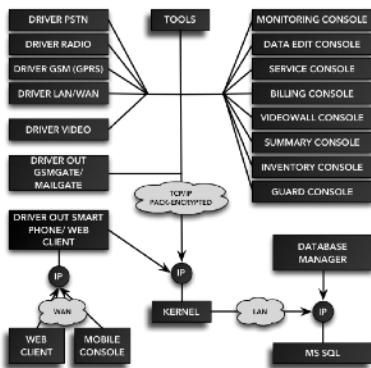 DRIVER PSTN
TOOLS
MONITORING CONSOLE
DRIVER RADIO
DATA EDIT CONSOLE
DRIVER GSM (GPRS)
SERVICE CONSOLE
DRIVER LAN/WAN
BILLING CONSOLE
VIDEOWALL CONSOLE
DRIVER VIDEO
SUMMARY CONSOLE
DRIVER OUT
GSMGATE/
MAILGATE
INVENTORY CONSOLE
GUARD CONSOLE
TCP/IP
PACK-ENCRYPTED
DRIVER OUT SMART
PHONE/ WEB
CLIENT
DATABASE
MANAGER
IP
IP
WAN
KERNEL
LAN
IP
WEB
CLIENT
MOBILE
CONSOLE
MS SQL